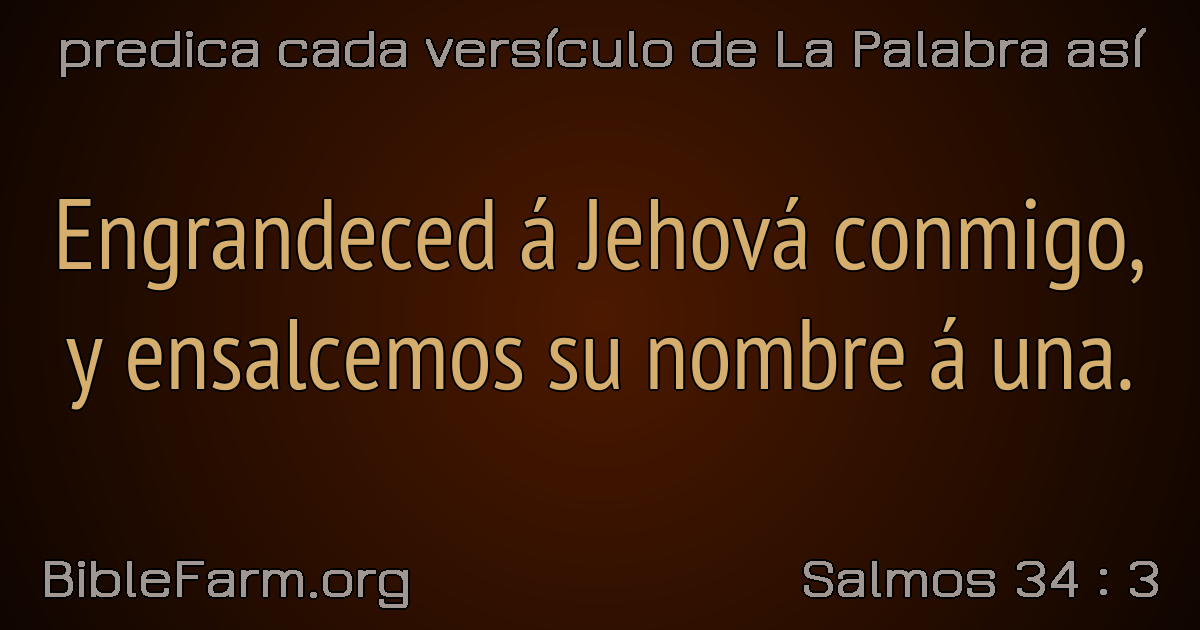 predica cada versículo de La Palabra así
Engrandeced á Jehová conmigo,
y ensalcemos su nombre á una.
BibleFarm.org
Salmos 34 : 3